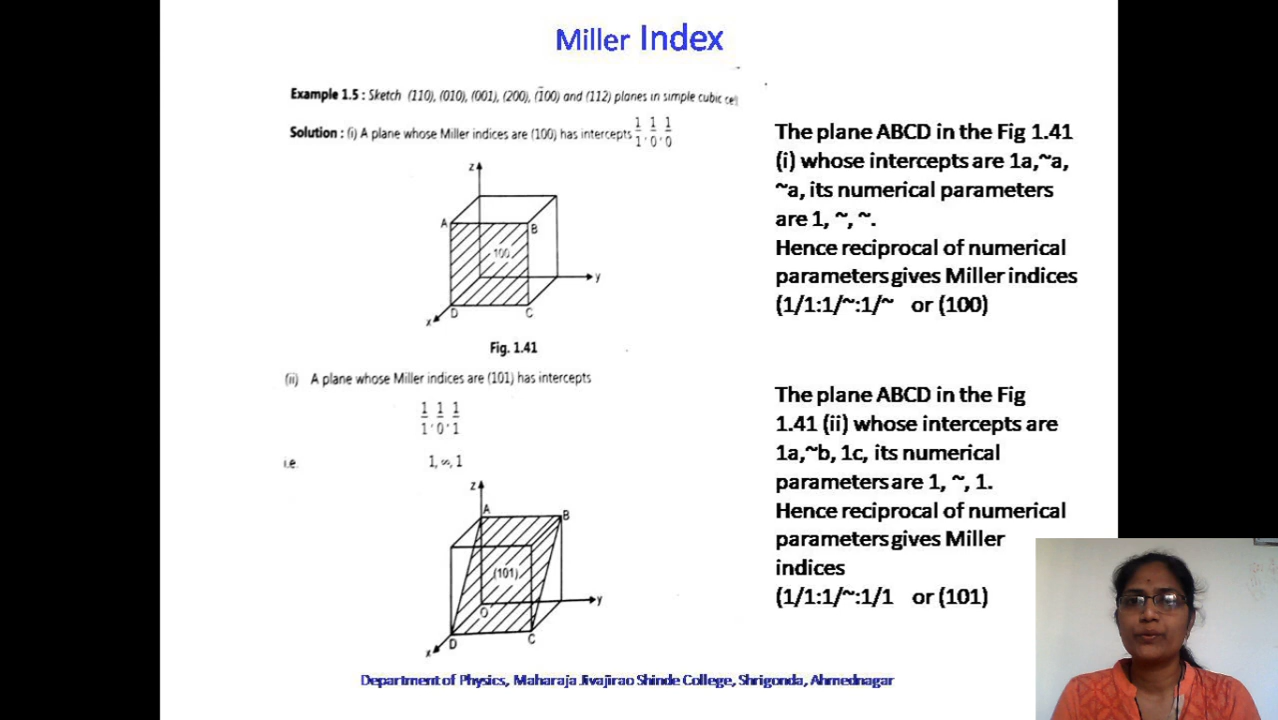 Miller Index
Example 1.5 : Sketch (110), (010), (001), (200), (1̄00) and (112) planes in simple cubic cell
Solution : (i) A plane whose Miller indices are (100) has intercepts 1/1, 1/0, 1/0
z
A
B
100
y
x
D
C
Fig. 1.41
(ii) A plane whose Miller indices are (101) has intercepts
1/1, 1/0, 1/1
i.e. 1, ∞, 1
z
A
B
(101)
O
y
x
D
C
The plane ABCD in the Fig 1.41
(i) whose intercepts are 1a,~a,
~a, its numerical parameters
are 1, ~, ~.
Hence reciprocal of numerical
parameters gives Miller indices
(1/1:1/~:1/~ or (100)
The plane ABCD in the Fig
1.41 (ii) whose intercepts are
1a,~b, 1c, its numerical
parameters are 1, ~, 1.
Hence reciprocal of numerical
parameters gives Miller
indices
(1/1:1/~:1/1 or (101)
Department of Physics, Maharaja Jivajirao Shinde College, Shrigonda, Ahmednagar